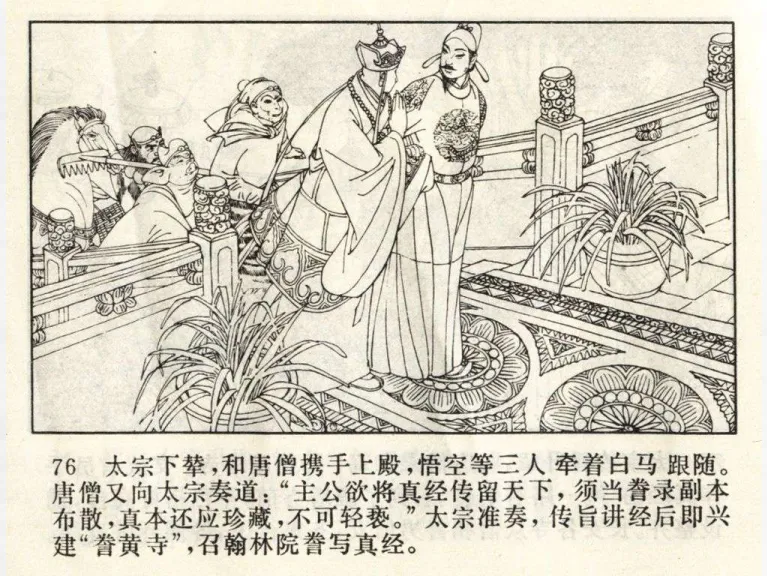 76 太宗下辇，和唐僧携手上殿，悟空等三人 牵着白马 跟随。
唐僧又向太宗奏道：“主公欲将真经传留天下，须当誊录副本
布散，真本还应珍藏，不可轻亵。”太宗准奏，传旨讲经后即兴
建“誊黄寺”，召翰林院誊写真经。